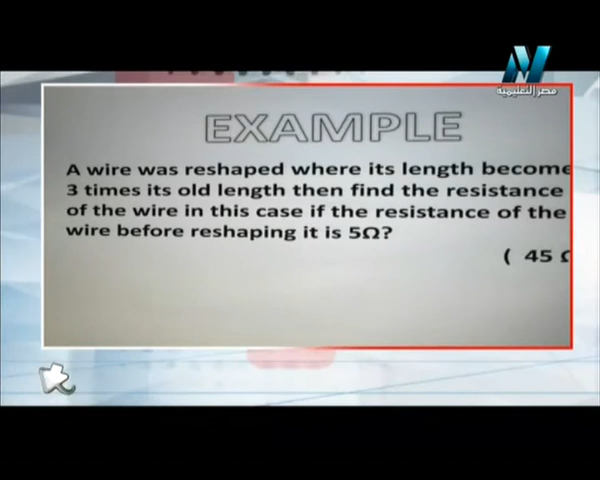 مصر التعليمية
EXAMPLE
A wire was reshaped where its length become
3 times its old length then find the resistance
of the wire in this case if the resistance of the
wire before reshaping it is 5Ω?
( 45 Ω